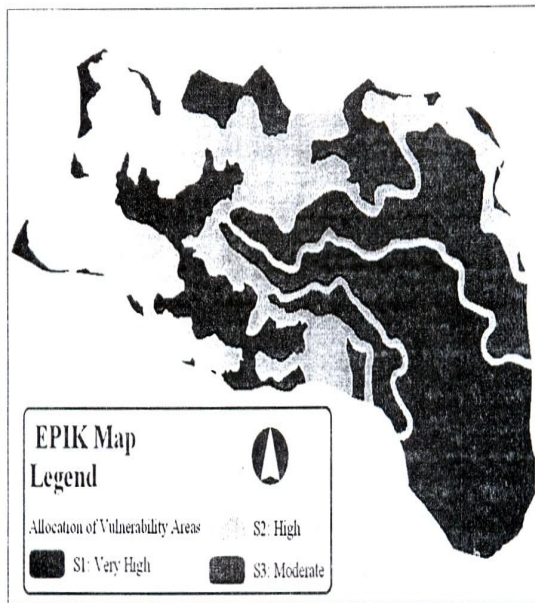 EPIK Map
Legend
Allocation of Vulnerability Areas
S2: High
S1: Very High
S3: Moderate